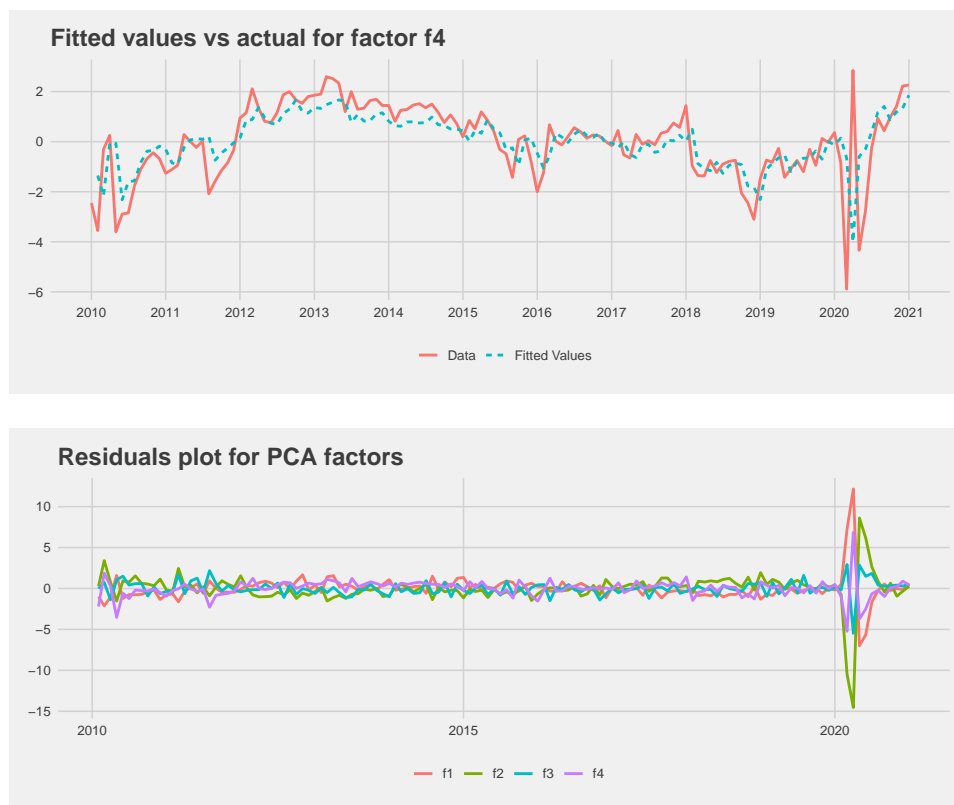 Fitted values vs actual for factor f4
2
0
−2
−4
−6
2010 2011 2012 2013 2014 2015 2016 2017 2018 2019 2020 2021
Data Fitted Values
Residuals plot for PCA factors
10
5
0
−5
−10
−15
2010 2015 2020
f1 f2 f3 f4